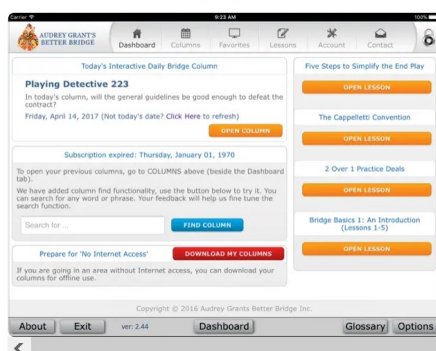 Carrier 9:23 AM 100%
AUDREY GRANT'S
BETTER BRIDGE
Dashboard Columns Favorites Lessons Account Contact
Today's Interactive Daily Bridge Column
Playing Detective 223
In today's column, will the general guidelines be good enough to defeat the
contract?
Friday, April 14, 2017 (Not today's date? Click Here to refresh)
OPEN COLUMN
Subscription expired: Thursday, January 01, 1970
To open your previous columns, go to COLUMNS above (beside the Dashboard
tab).
We have added column find functionality, use the button below to try it. You
can search for any word or phrase. Your feedback will help us fine tune the
search function.
Search for ... FIND COLUMN
Prepare for 'No Internet Access' DOWNLOAD MY COLUMNS
If you are going in an area without Internet access, you can download your
columns for offline use.
Five Steps to Simplify the End Play
OPEN LESSON
The Cappelletti Convention
OPEN LESSON
2 Over 1 Practice Deals
OPEN LESSON
Bridge Basics 1: An Introduction
(Lessons 1-5)
OPEN LESSON
Copyright © 2016 Audrey Grants Better Bridge Inc.
About Exit ver: 2.44 Dashboard Glossary Options